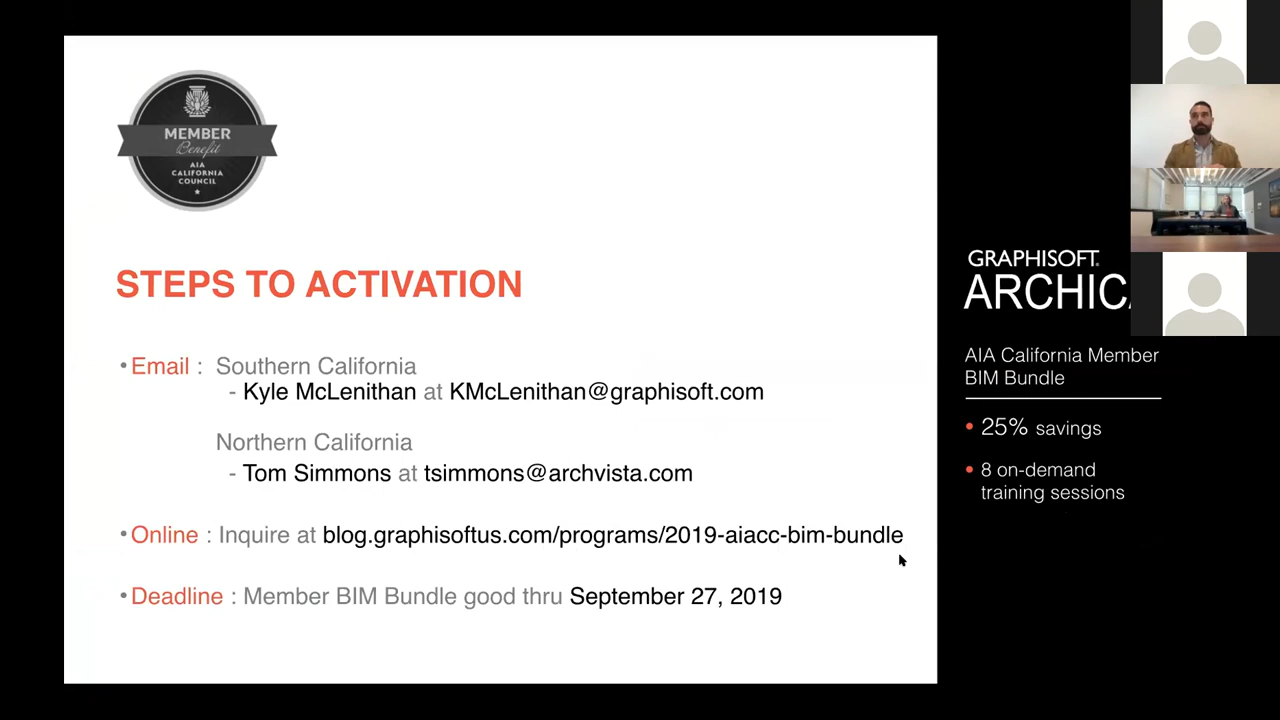 MEMBER
Benefit
AIA
CALIFORNIA
COUNCIL
STEPS TO ACTIVATION
•Email : Southern California
- Kyle McLenithan at KMcLenithan@graphisoft.com
Northern California
- Tom Simmons at tsimmons@archvista.com
•Online : Inquire at blog.graphisoftus.com/programs/2019-aiacc-bim-bundle
•Deadline : Member BIM Bundle good thru September 27, 2019
GRAPHISOFT.
ARCHIC
AIA California Member
BIM Bundle
• 25% savings
• 8 on-demand
training sessions